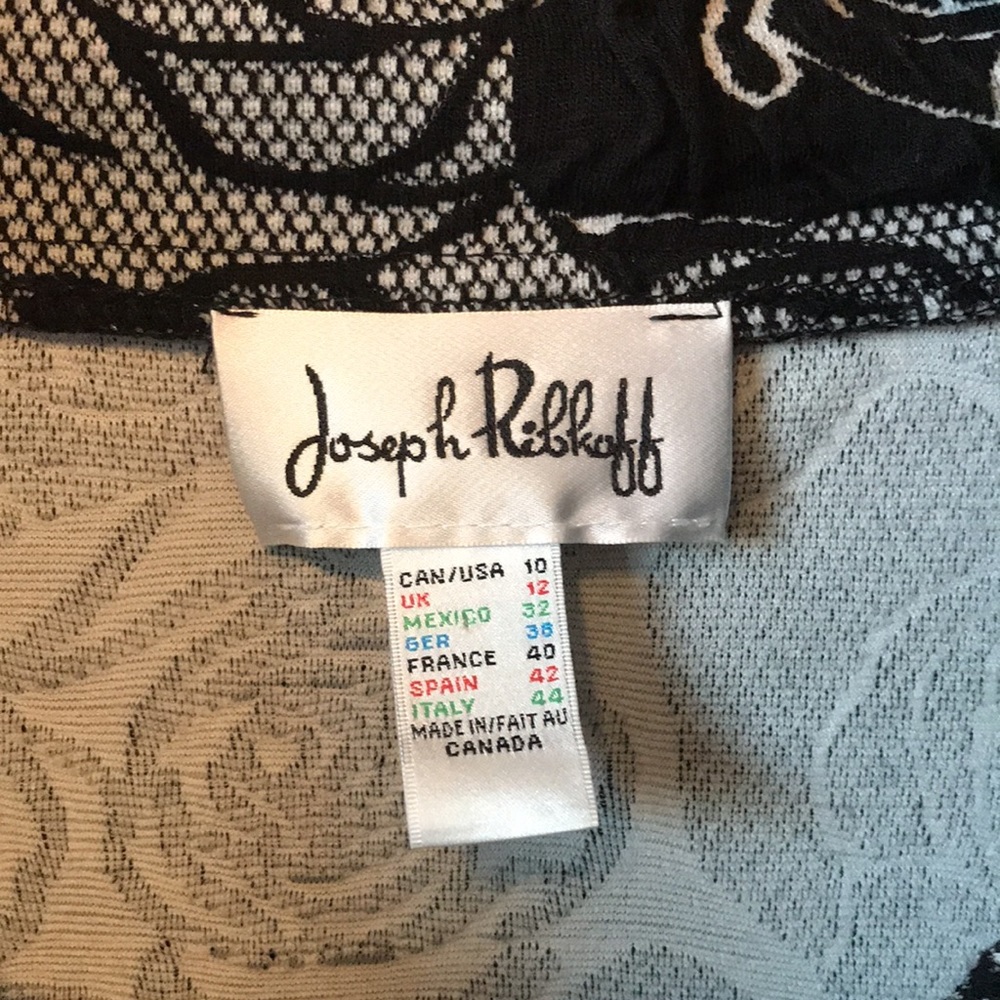 Joseph Ribkoff
CAN/USA 10
UK 12
MEXICO 32
GER 38
FRANCE 40
SPAIN 42
ITALY 44
MADE IN/FAIT AU
CANADA